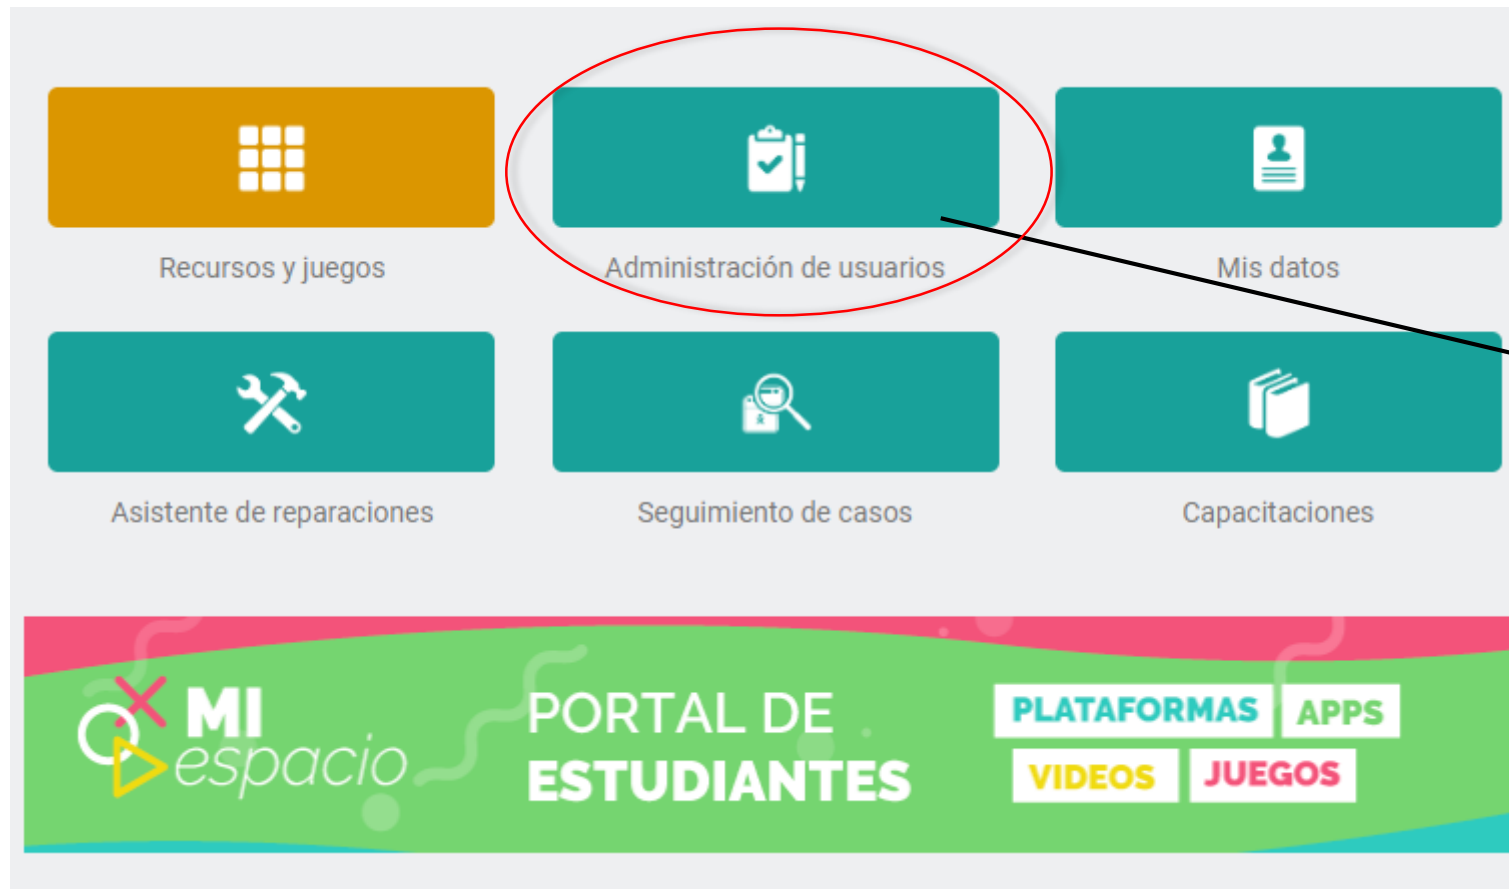 Recursos y juegos
Administración de usuarios
Mis datos
Asistente de reparaciones
Seguimiento de casos
Capacitaciones
MI
espacio
PORTAL DE
ESTUDIANTES
PLATAFORMAS APPS
VIDEOS JUEGOS